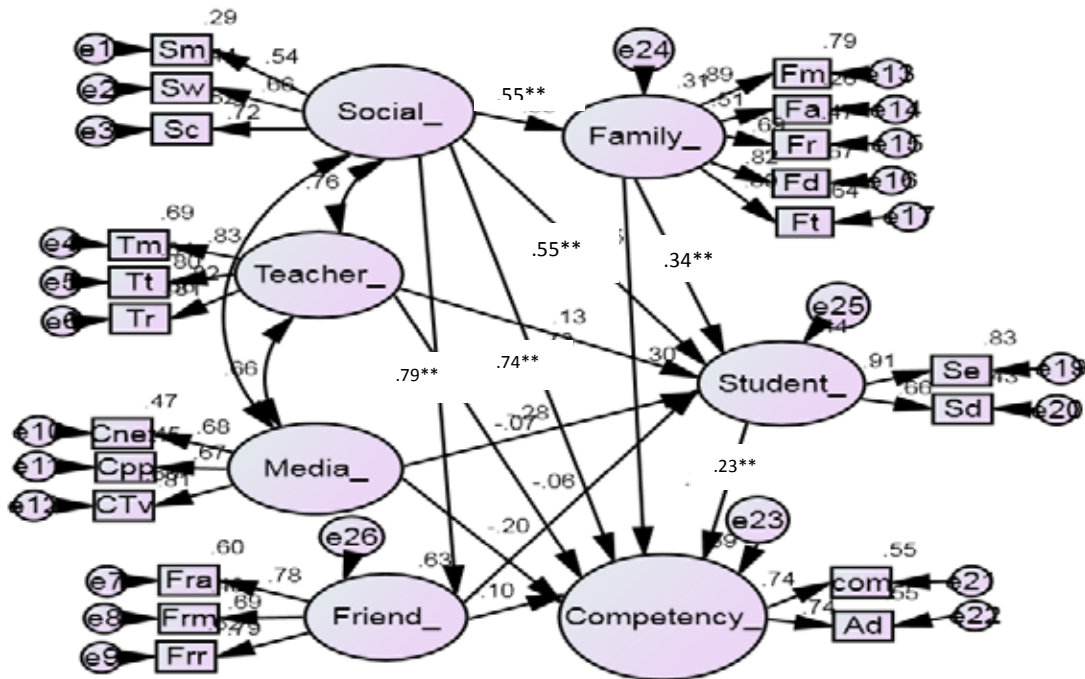 .29
e1 Sm .54
e2 Sw .66
e3 Sc .72
Social_
.55**
e24
.31
Family_
.79
.89 Fm e13
.51 Fa e14
Fr e15
.82 Fd e16
Ft e17
.76
.69
e4 Tm .83
e5 Tt .80
e6 Tr
Teacher_
.55**
.34**
.13
.30
e25
Student_
.83
.91 Se e19
.66 Sd e20
.79**
.74**
.66
.47
e10 Cne .68
e11 Cpp .67
e12 CTv .81
Media_
-.28
-.07
-.06
-.20
.23**
e23
e26
.60
e7 Fra .78
e8 Frm .69
e9 Frr .79
Friend_
.63
.10
Competency_
.55
.74 com e21
.55
.74 Ad e22